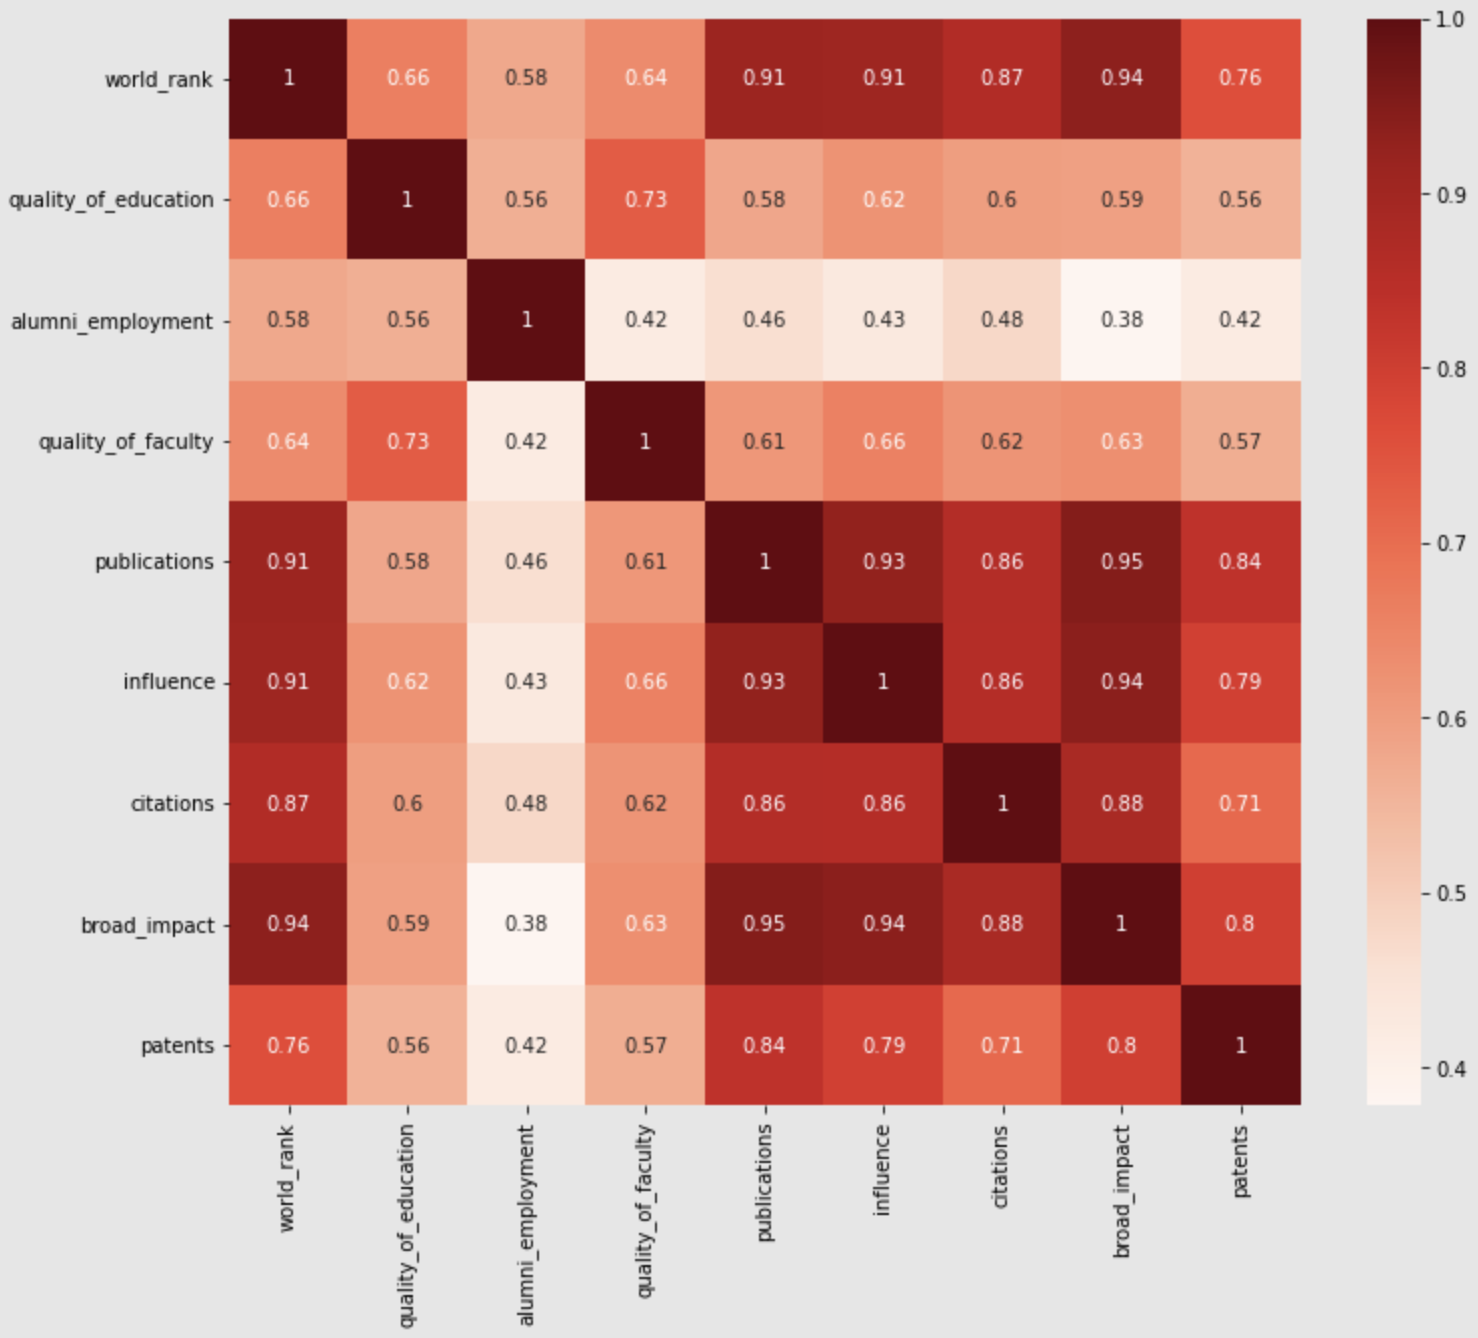 world_rank 1 0.66 0.58 0.64 0.91 0.91 0.87 0.94 0.76
quality_of_education 0.66 1 0.56 0.73 0.58 0.62 0.6 0.59 0.56
alumni_employment 0.58 0.56 1 0.42 0.46 0.43 0.48 0.38 0.42
quality_of_faculty 0.64 0.73 0.42 1 0.61 0.66 0.62 0.63 0.57
publications 0.91 0.58 0.46 0.61 1 0.93 0.86 0.95 0.84
influence 0.91 0.62 0.43 0.66 0.93 1 0.86 0.94 0.79
citations 0.87 0.6 0.48 0.62 0.86 0.86 1 0.88 0.71
broad_impact 0.94 0.59 0.38 0.63 0.95 0.94 0.88 1 0.8
patents 0.76 0.56 0.42 0.57 0.84 0.79 0.71 0.8 1
world_rank
quality_of_education
alumni_employment
quality_of_faculty
publications
influence
citations
broad_impact
patents
1.0
0.9
0.8
0.7
0.6
0.5
0.4